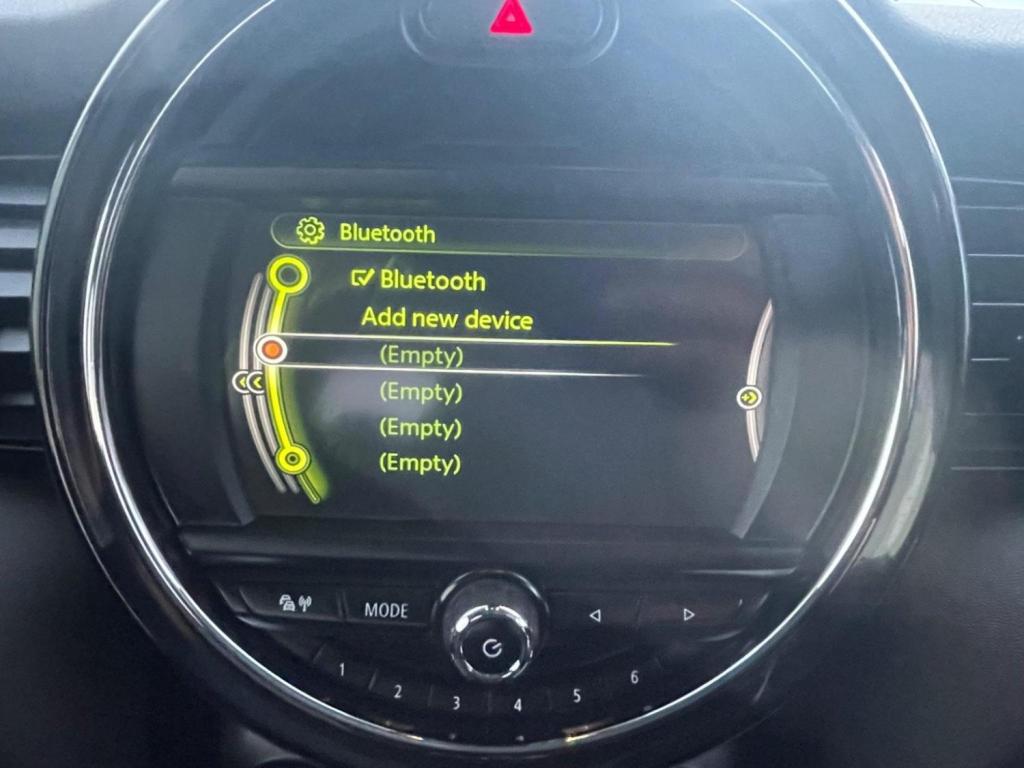 Bluetooth
Bluetooth
Add new device
(Empty)
(Empty)
(Empty)
(Empty)
MODE
1 2 3 4 5 6